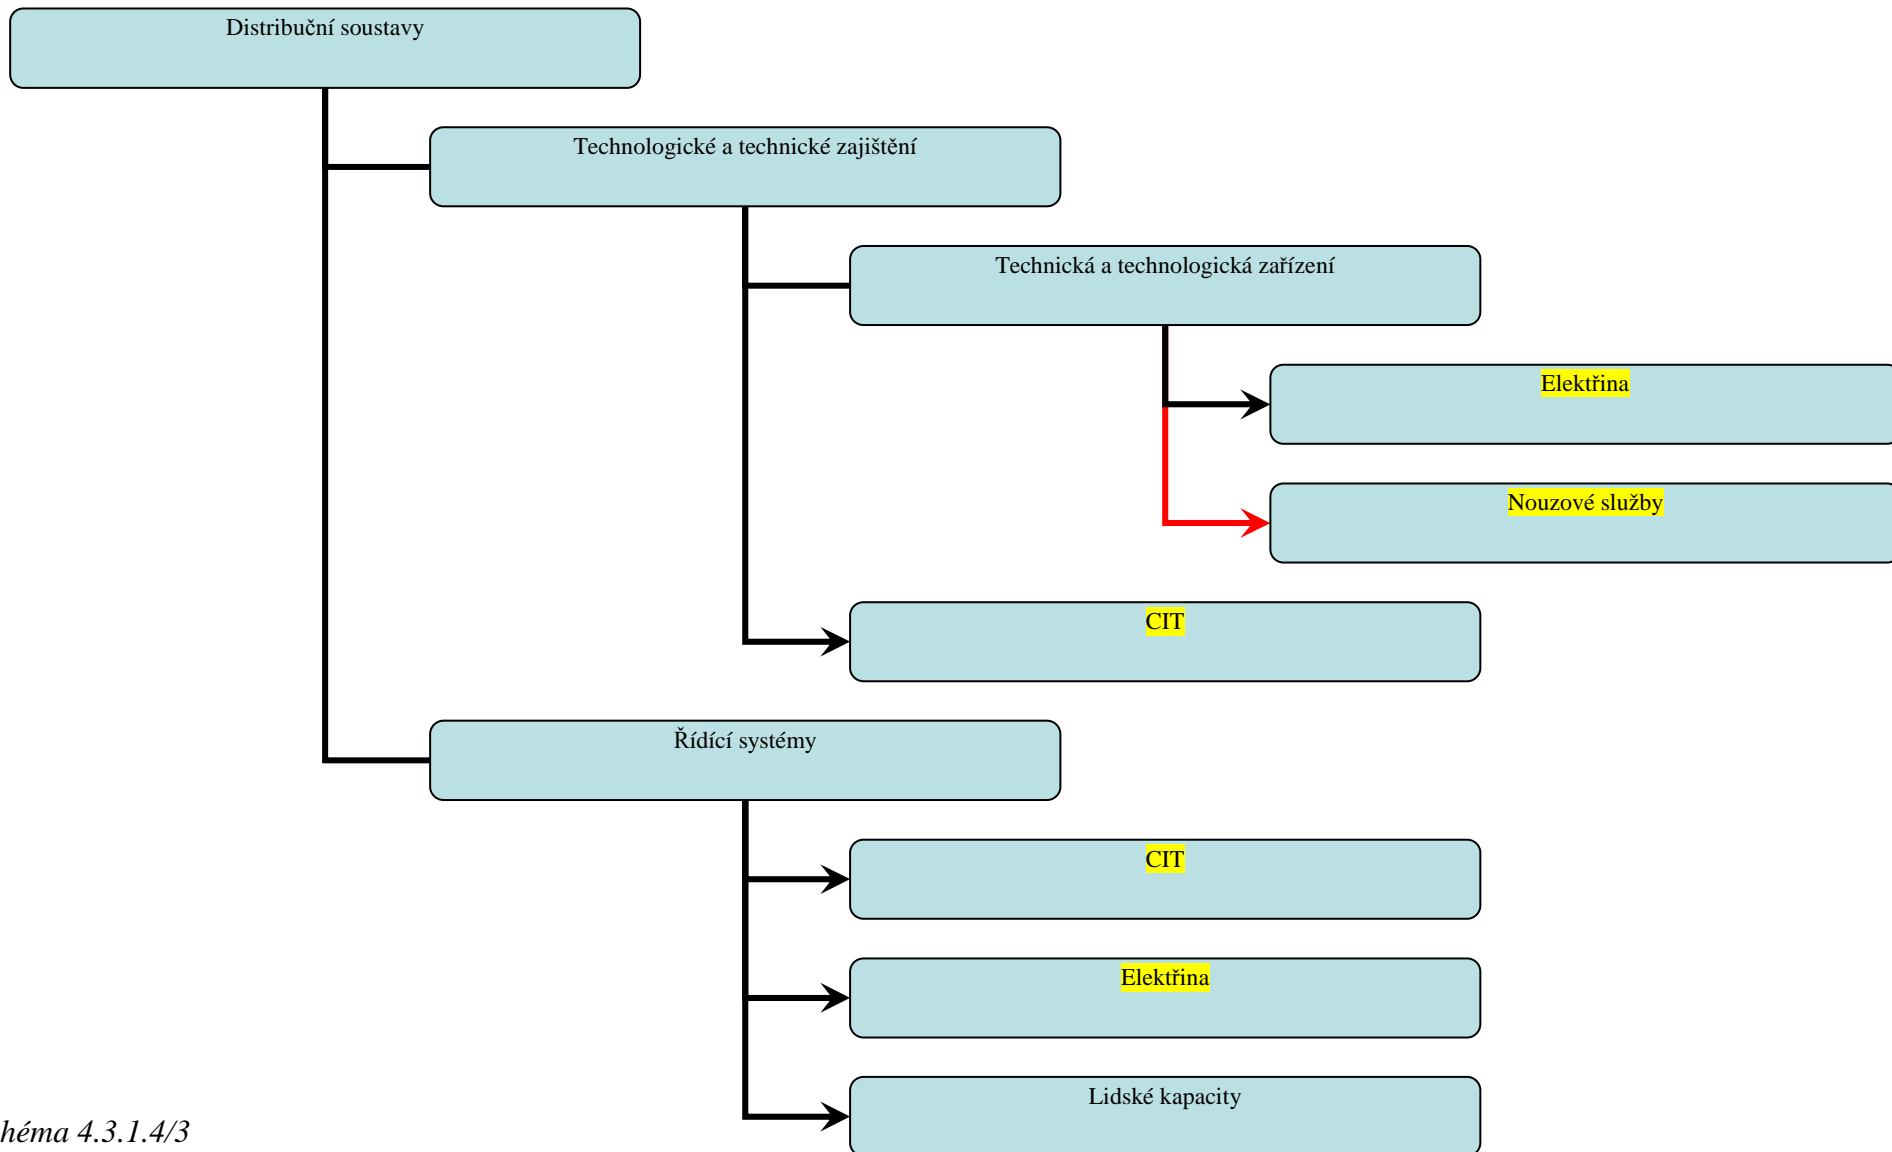 Distribuční soustavy
Technologické a technické zajištění
Technická a technologická zařízení
Elektřina
Nouzové služby
CIT
Řídící systémy
CIT
Elektřina
Lidské kapacity
héma 4.3.1.4/3